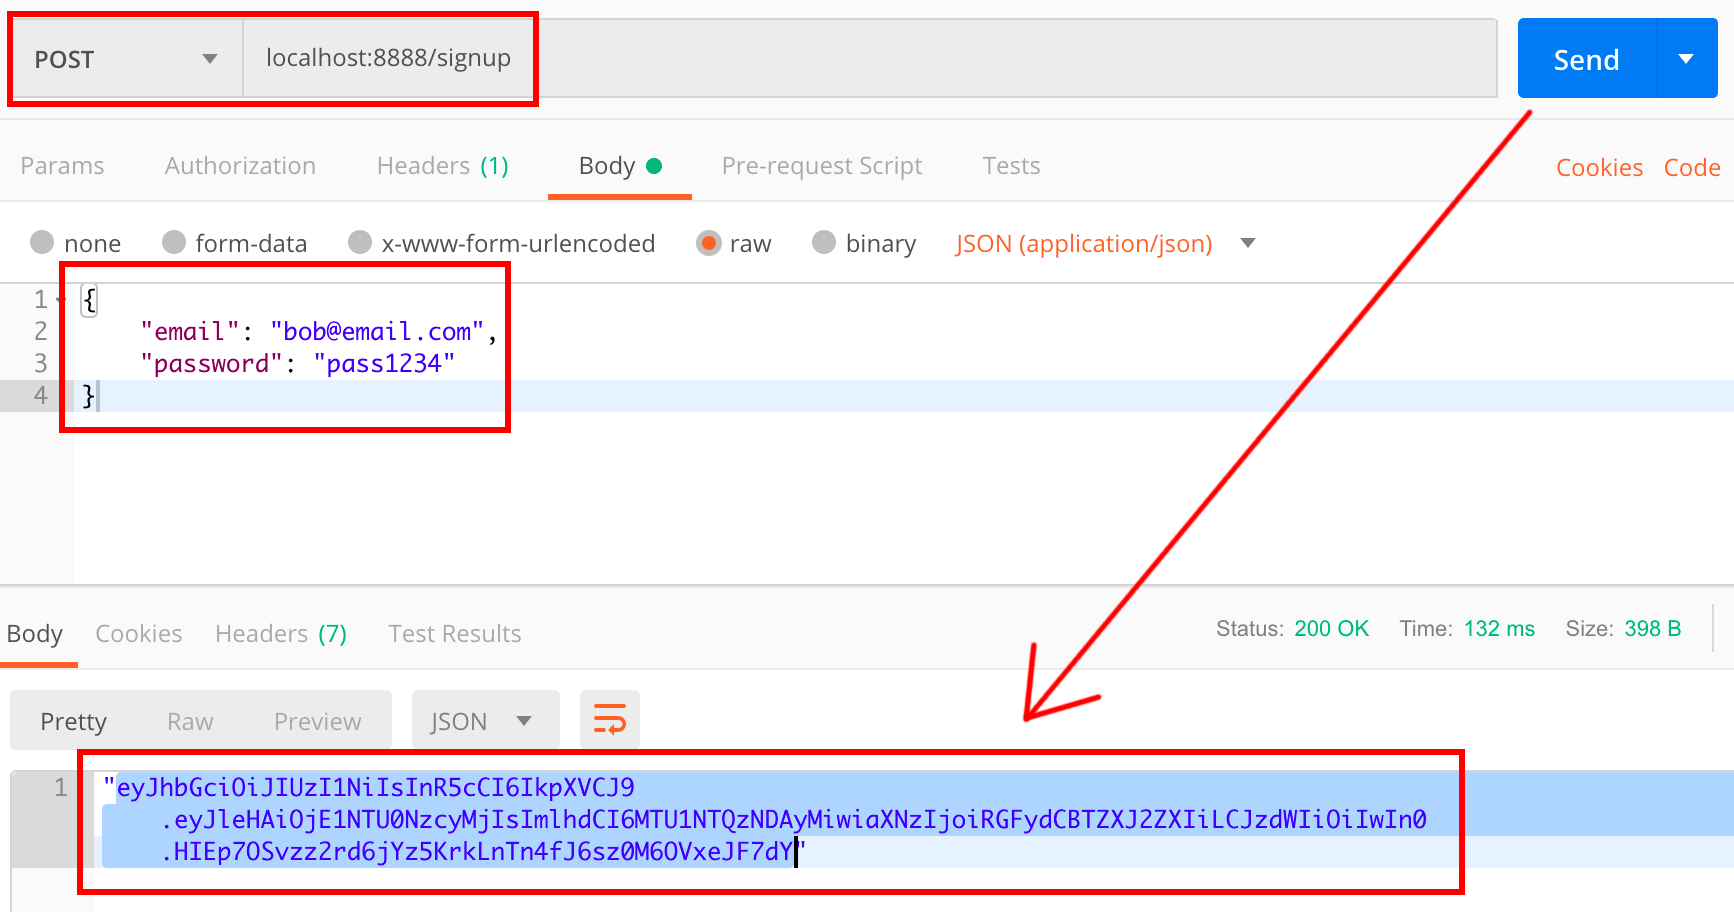 POST localhost:8888/signup Send
Params Authorization Headers (1) Body Pre-request Script Tests Cookies Code
none form-data x-www-form-urlencoded raw binary JSON (application/json)
1 {
2 "email": "bob@email.com",
3 "password": "pass1234"
4 }
Body Cookies Headers (7) Test Results Status: 200 OK Time: 132 ms Size: 398 B
Pretty Raw Preview JSON
1 "eyJhbGciOiJIUzI1NiIsInR5cCI6IkpXVCJ9
.eyJleHAiOjE1NTU0NzcyMjIsImlhdCI6MTU1NTQzNDAyMiwiaXNzIjoiRGFydCBTZXJ2ZXIiLCJzdWIiOiIwIn0
.HIEp7OSvzz2rd6jYz5KrkLnTn4fJ6sz0M6OVxeJF7dY"